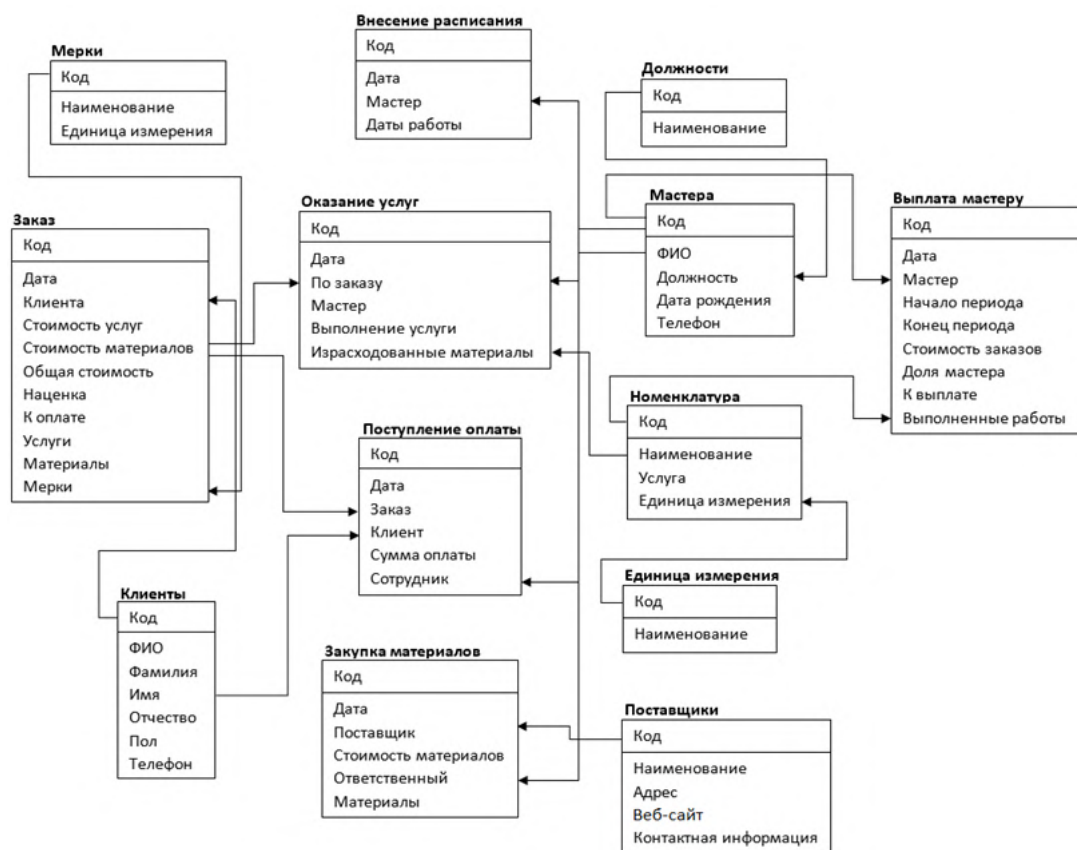 Внесение расписания
Код
Дата
Мастер
Даты работы
Мерки
Код
Наименование
Единица измерения
Должности
Код
Наименование
Заказ
Код
Дата
Клиента
Стоимость услуг
Стоимость материалов
Общая стоимость
Наценка
К оплате
Услуги
Материалы
Мерки
Оказание услуг
Код
Дата
По заказу
Мастер
Выполнение услуги
Израсходованные материалы
Мастера
Код
ФИО
Должность
Дата рождения
Телефон
Выплата мастеру
Код
Дата
Мастер
Начало периода
Конец периода
Стоимость заказов
Доля мастера
К выплате
Выполненные работы
Номенклатура
Код
Наименование
Услуга
Единица измерения
Поступление оплаты
Код
Дата
Заказ
Клиент
Сумма оплаты
Сотрудник
Единица измерения
Код
Наименование
Клиенты
Код
ФИО
Фамилия
Имя
Отчество
Пол
Телефон
Закупка материалов
Код
Дата
Поставщик
Стоимость материалов
Ответственный
Материалы
Поставщики
Код
Наименование
Адрес
Веб-сайт
Контактная информация